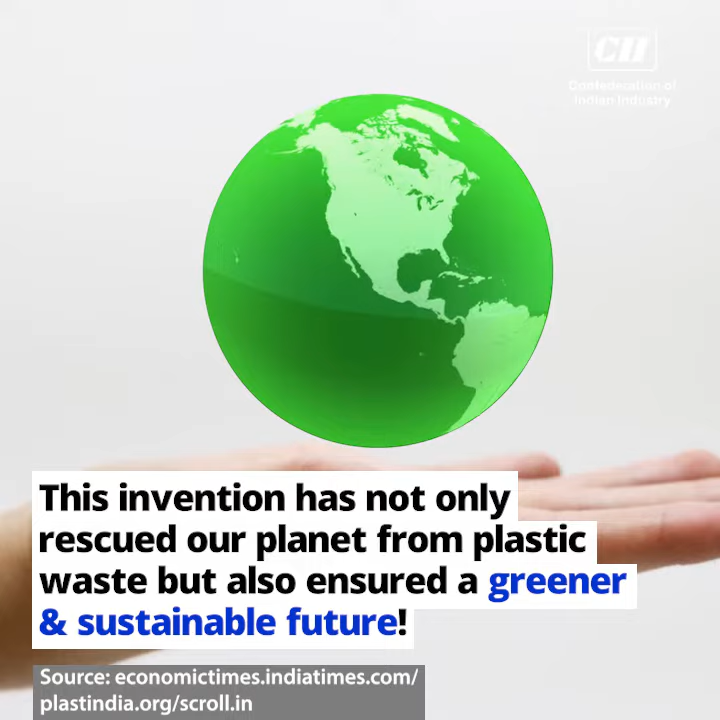 CII
Confederation of
Indian Industry
This invention has not only
rescued our planet from plastic
waste but also ensured a greener
& sustainable future!
Source: economictimes.indiatimes.com/
plastindia.org/scroll.in